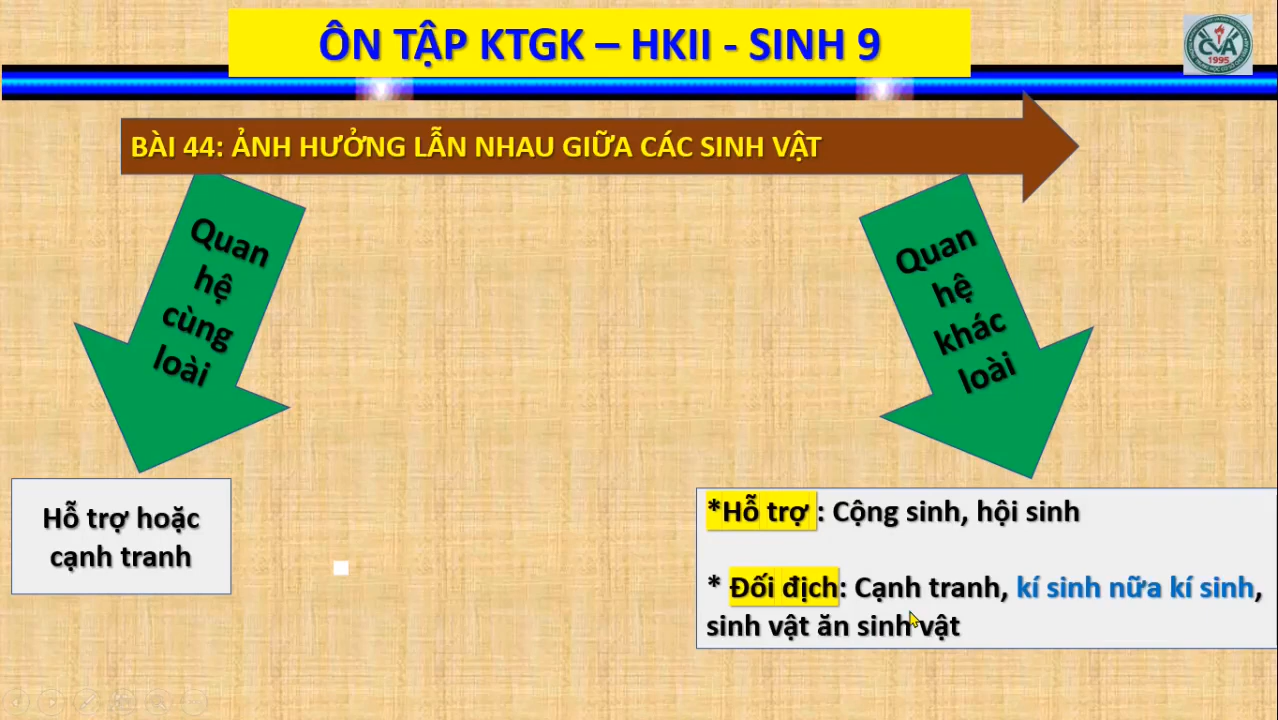 ÔN TẬP KTGK – HKII - SINH 9
CVA
1995
BÀI 44: ẢNH HƯỞNG LẪN NHAU GIỮA CÁC SINH VẬT
Quan
hệ
cùng
loài
Quan
hệ
khác
loài
Hỗ trợ hoặc
cạnh tranh
*Hỗ trợ : Cộng sinh, hội sinh
* Đối địch: Cạnh tranh, kí sinh nữa kí sinh,
sinh vật ăn sinh vật